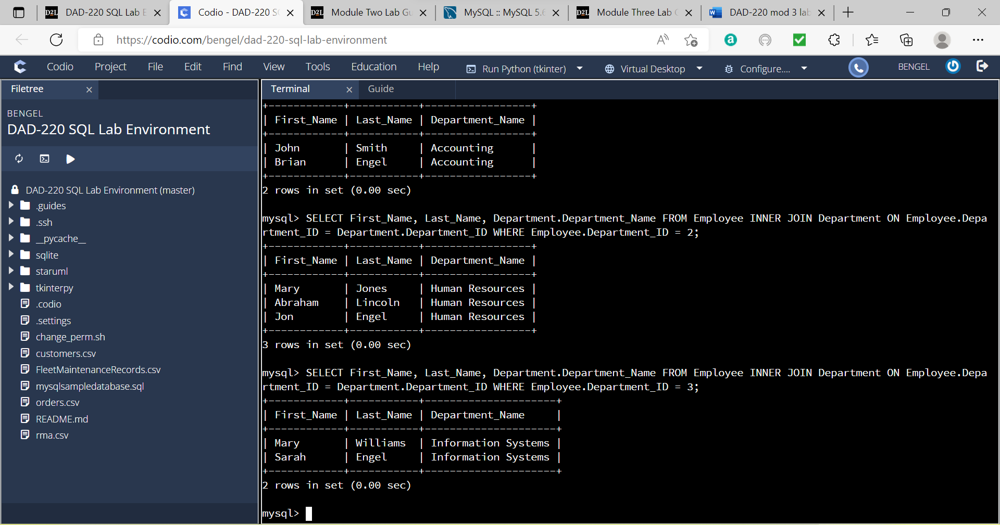 D2L DAD-220 SQL Lab E
Codio - DAD-220 S
D2L Module Two Lab Gu
MySQL :: MySQL 5.6
D2L Module Three Lab
DAD-220 mod 3 lab
https://codio.com/bengel/dad-220-sql-lab-environment
Codio Project File Edit Find View Tools Education Help Run Python (tkinter) Virtual Desktop Configure.... BENGEL
Filetree
Terminal Guide
BENGEL
DAD-220 SQL Lab Environment
DAD-220 SQL Lab Environment (master)
.guides
.ssh
__pycache__
sqlite
staruml
tkinterpy
.codio
.settings
change_perm.sh
customers.csv
FleetMaintenanceRecords.csv
mysqlsampledatabase.sql
orders.csv
README.md
rma.csv
+------------+-----------+-----------------+
| First_Name | Last_Name | Department_Name |
+------------+-----------+-----------------+
| John       | Smith     | Accounting      |
| Brian      | Engel     | Accounting      |
+------------+-----------+-----------------+
2 rows in set (0.00 sec)
mysql> SELECT First_Name, Last_Name, Department.Department_Name FROM Employee INNER JOIN Department ON Employee.Depa
rtment_ID = Department.Department_ID WHERE Employee.Department_ID = 2;
+------------+-----------+-----------------+
| First_Name | Last_Name | Department_Name |
+------------+-----------+-----------------+
| Mary       | Jones     | Human Resources |
| Abraham    | Lincoln   | Human Resources |
| Jon        | Engel     | Human Resources |
+------------+-----------+-----------------+
3 rows in set (0.00 sec)
mysql> SELECT First_Name, Last_Name, Department.Department_Name FROM Employee INNER JOIN Department ON Employee.Depa
rtment_ID = Department.Department_ID WHERE Employee.Department_ID = 3;
+------------+-----------+---------------------+
| First_Name | Last_Name | Department_Name     |
+------------+-----------+---------------------+
| Mary       | Williams  | Information Systems |
| Sarah      | Engel     | Information Systems |
+------------+-----------+---------------------+
2 rows in set (0.00 sec)
mysql>